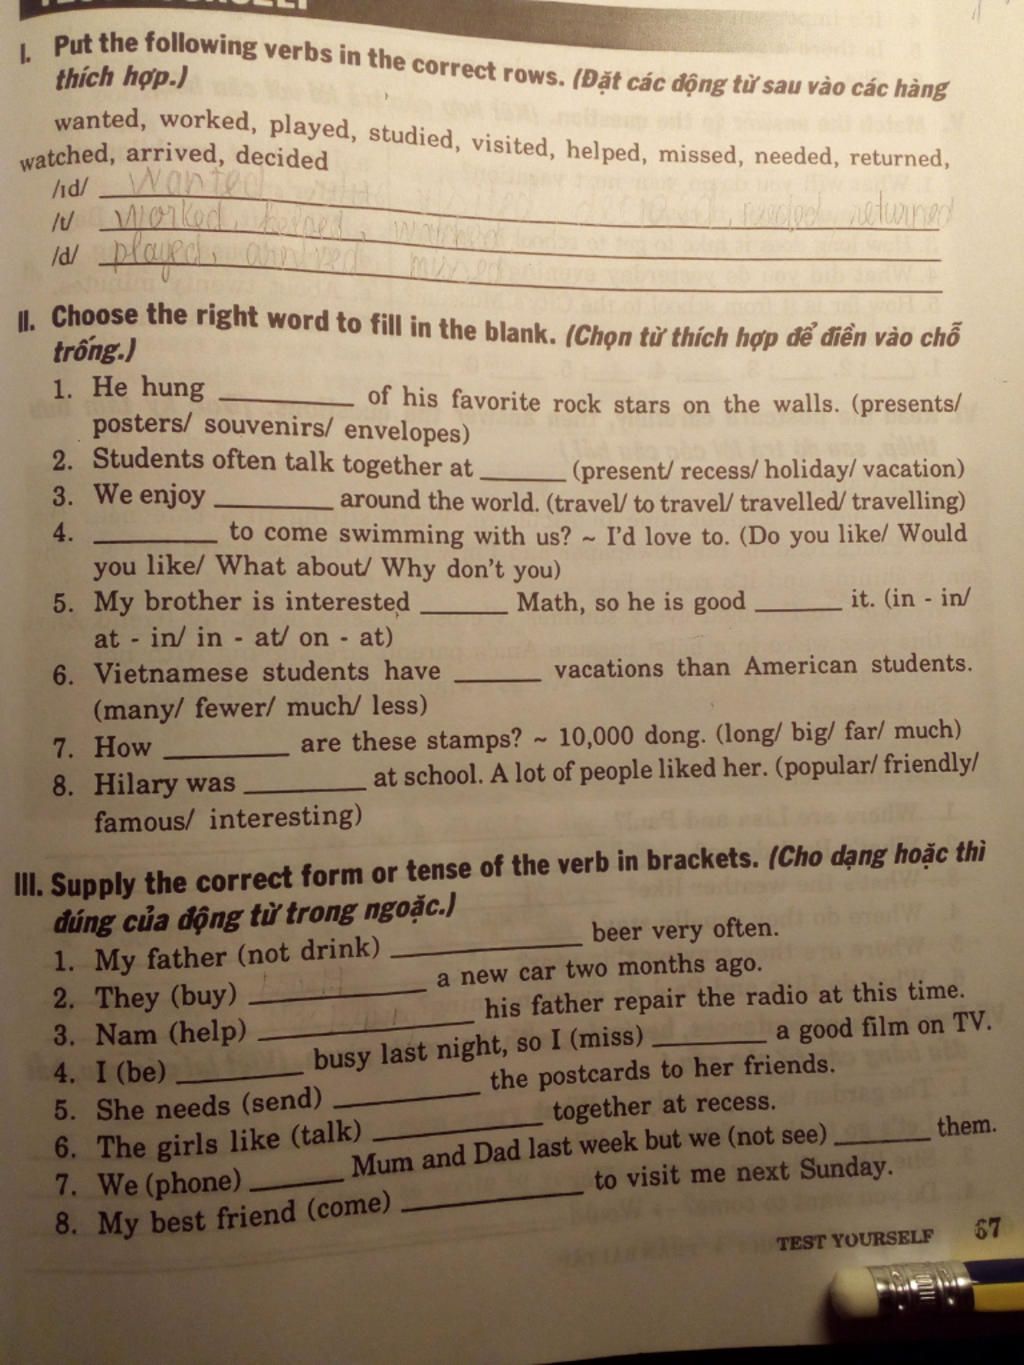 I. Put the following verbs in the correct rows. (Đặt các động từ sau vào các hàng
thích hợp.)
wanted, worked, played, studied, visited, helped, missed, needed, returned,
watched, arrived, decided
/ɪd/ wanted
/t/ worked, helped, watched needed, returned
/d/ played, arrived missed
II. Choose the right word to fill in the blank. (Chọn từ thích hợp để điền vào chỗ
trống.)
1. He hung ________ of his favorite rock stars on the walls. (presents/
posters/ souvenirs/ envelopes)
2. Students often talk together at ________ (present/ recess/ holiday/ vacation)
3. We enjoy ________ around the world. (travel/ to travel/ travelled/ travelling)
4. ________ to come swimming with us? ~ I'd love to. (Do you like/ Would
you like/ What about/ Why don't you)
5. My brother is interested ________ Math, so he is good ________ it. (in - in/
at - in/ in - at/ on - at)
6. Vietnamese students have ________ vacations than American students.
(many/ fewer/ much/ less)
7. How ________ are these stamps? ~ 10,000 dong. (long/ big/ far/ much)
8. Hilary was ________ at school. A lot of people liked her. (popular/ friendly/
famous/ interesting)
III. Supply the correct form or tense of the verb in brackets. (Cho dạng hoặc thì
đúng của động từ trong ngoặc.)
1. My father (not drink) ________ beer very often.
2. They (buy) ________ a new car two months ago.
3. Nam (help) ________ his father repair the radio at this time.
4. I (be) ________ busy last night, so I (miss) ________ a good film on TV.
5. She needs (send) ________ the postcards to her friends.
6. The girls like (talk) ________ together at recess.
7. We (phone) ________ Mum and Dad last week but we (not see) ________ them.
8. My best friend (come) ________ to visit me next Sunday.
TEST YOURSELF 67